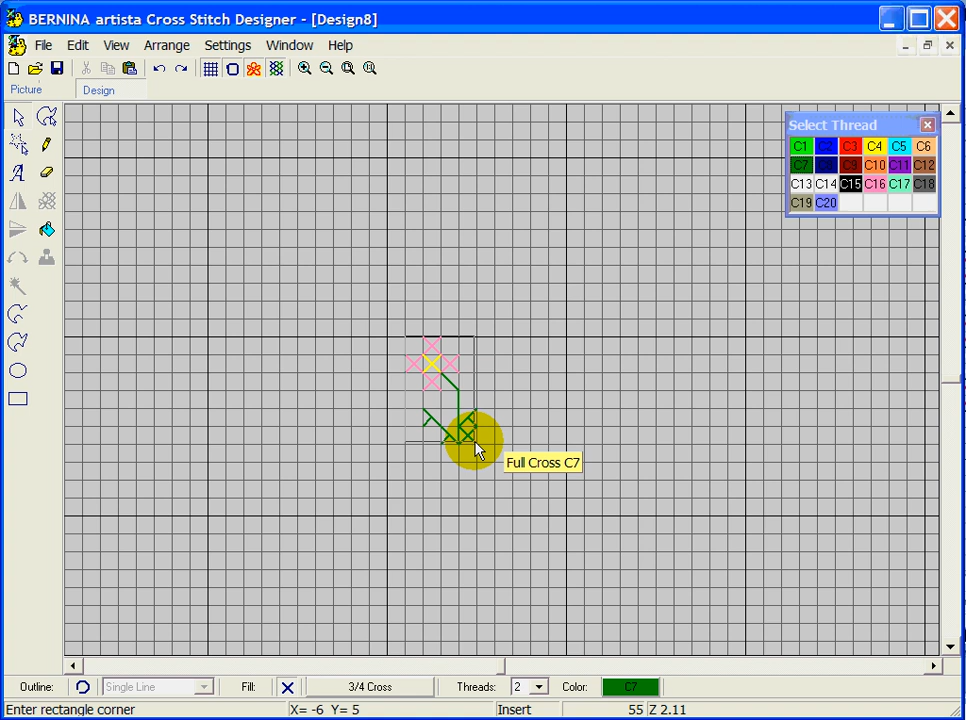 BERNINA artista Cross Stitch Designer - [Design8]
File Edit View Arrange Settings Window Help
Picture Design
Select Thread
C1 C2 C3 C4 C5 C6
C7 C8 C9 C10 C11 C12
C13 C14 C15 C16 C17 C18
C19 C20
Full Cross C7
Outline: Single Line Fill: 3/4 Cross Threads: 2 Color: C7
Enter rectangle corner X= -6 Y= 5 Insert 55 Z 2.11